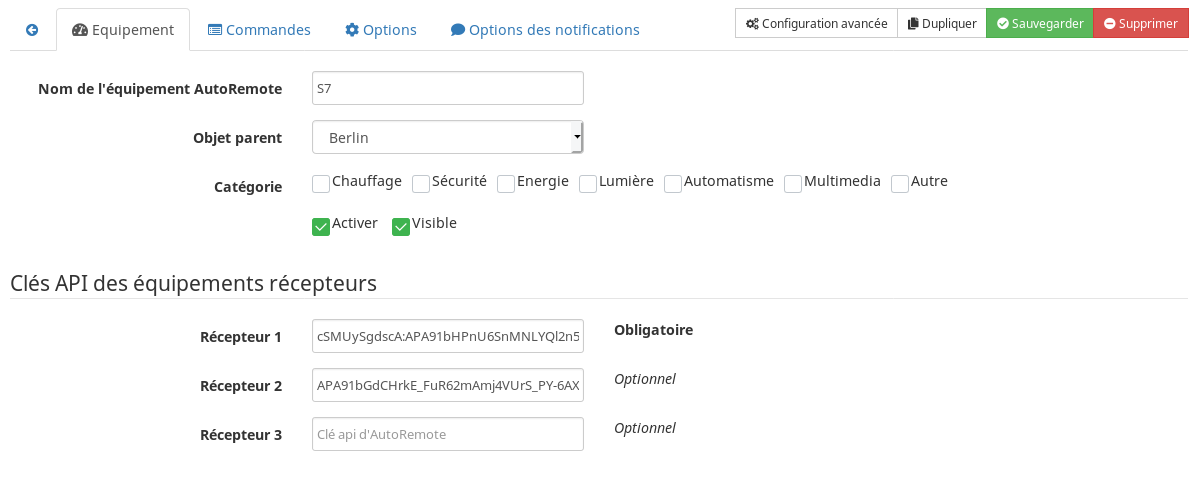 Equipement Commandes Options Options des notifications Configuration avancée Dupliquer Sauvegarder Supprimer
Nom de l'équipement AutoRemote S7
Objet parent Berlin
Catégorie Chauffage Sécurité Energie Lumière Automatisme Multimedia Autre
Activer Visible
Clés API des équipements récepteurs
Récepteur 1 cSMUySgdscA:APA91bHPnU6SnMNLYQl2n5 Obligatoire
Récepteur 2 APA91bGdCHrkE_FuR62mAmj4VUrS_PY-6AX Optionnel
Récepteur 3 Clé api d'AutoRemote Optionnel